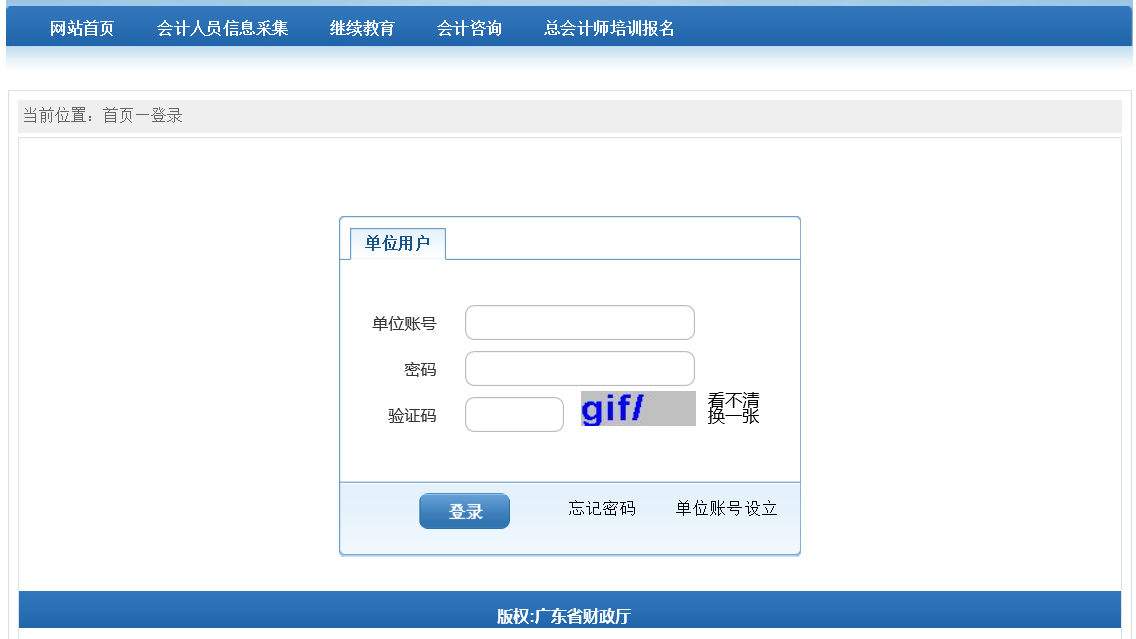 网站首页 会计人员信息采集 继续教育 会计咨询 总会计师培训报名
当前位置：首页—登录
单位用户
单位账号
密码
验证码 gif/ 看不清
换一张
登录 忘记密码 单位账号设立
版权:广东省财政厅